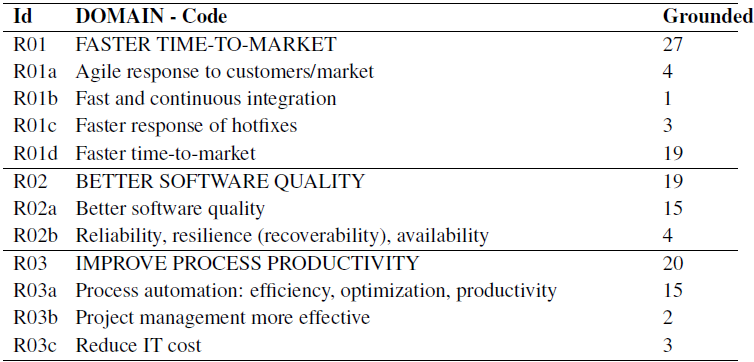 Id DOMAIN - Code Grounded
R01 FASTER TIME-TO-MARKET 27
R01a Agile response to customers/market 4
R01b Fast and continuous integration 1
R01c Faster response of hotfixes 3
R01d Faster time-to-market 19
R02 BETTER SOFTWARE QUALITY 19
R02a Better software quality 15
R02b Reliability, resilience (recoverability), availability 4
R03 IMPROVE PROCESS PRODUCTIVITY 20
R03a Process automation: efficiency, optimization, productivity 15
R03b Project management more effective 2
R03c Reduce IT cost 3